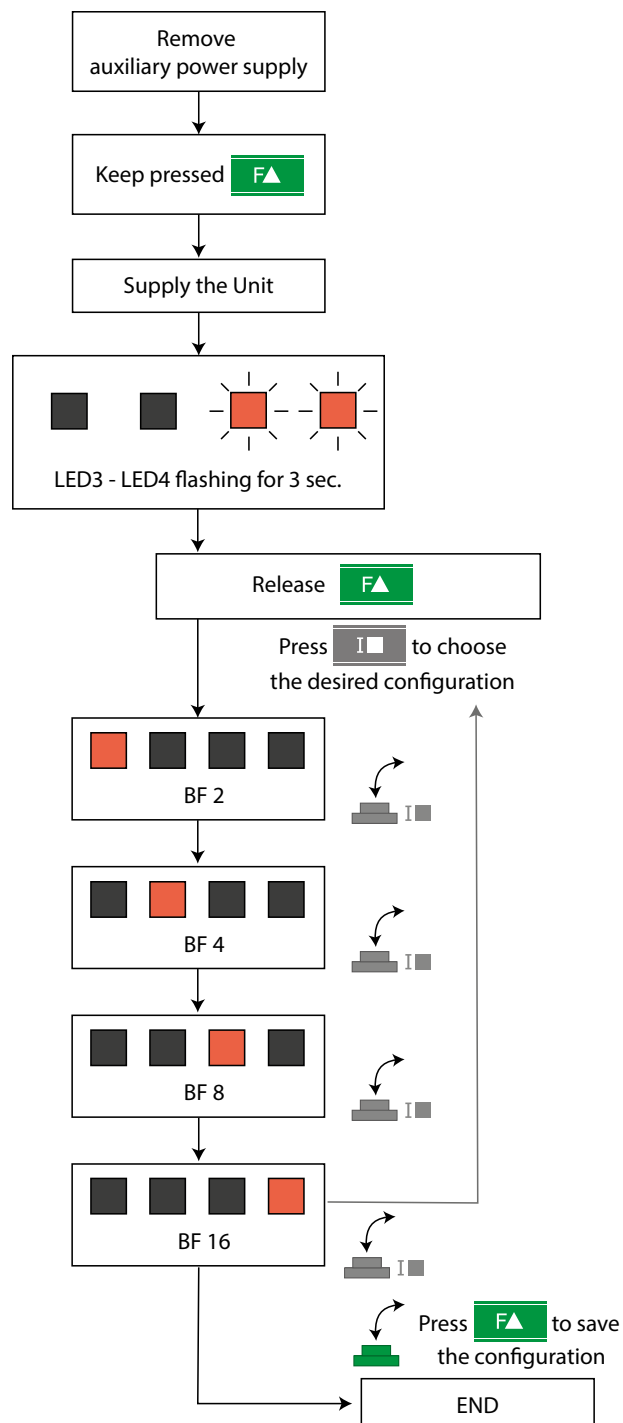 Remove
auxiliary power supply
Keep pressed F▲
Supply the Unit
LED3 - LED4 flashing for 3 sec.
Release F▲
Press I■ to choose
the desired configuration
BF 2
I■
BF 4
I■
BF 8
I■
BF 16
I■
Press F▲ to save
the configuration
END